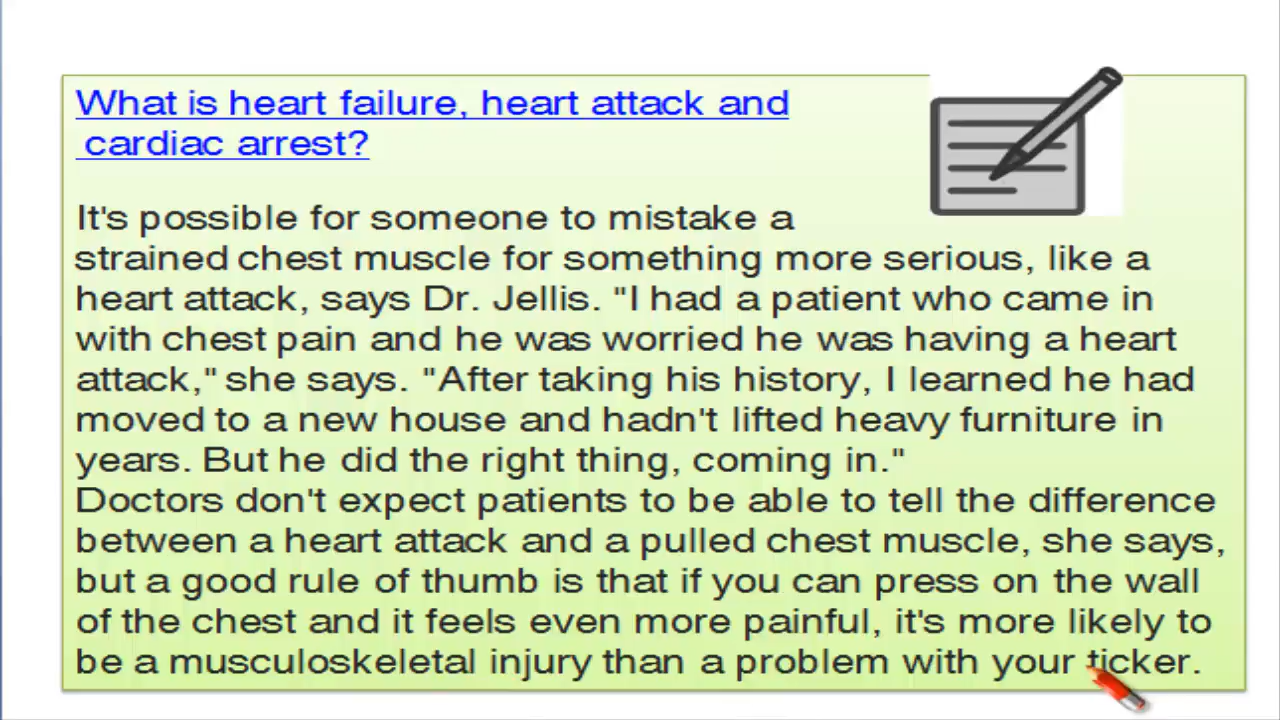 What is heart failure, heart attack and
cardiac arrest?
It's possible for someone to mistake a
strained chest muscle for something more serious, like a
heart attack, says Dr. Jellis. "I had a patient who came in
with chest pain and he was worried he was having a heart
attack," she says. "After taking his history, I learned he had
moved to a new house and hadn't lifted heavy furniture in
years. But he did the right thing, coming in."
Doctors don't expect patients to be able to tell the difference
between a heart attack and a pulled chest muscle, she says,
but a good rule of thumb is that if you can press on the wall
of the chest and it feels even more painful, it's more likely to
be a musculoskeletal injury than a problem with your ticker.